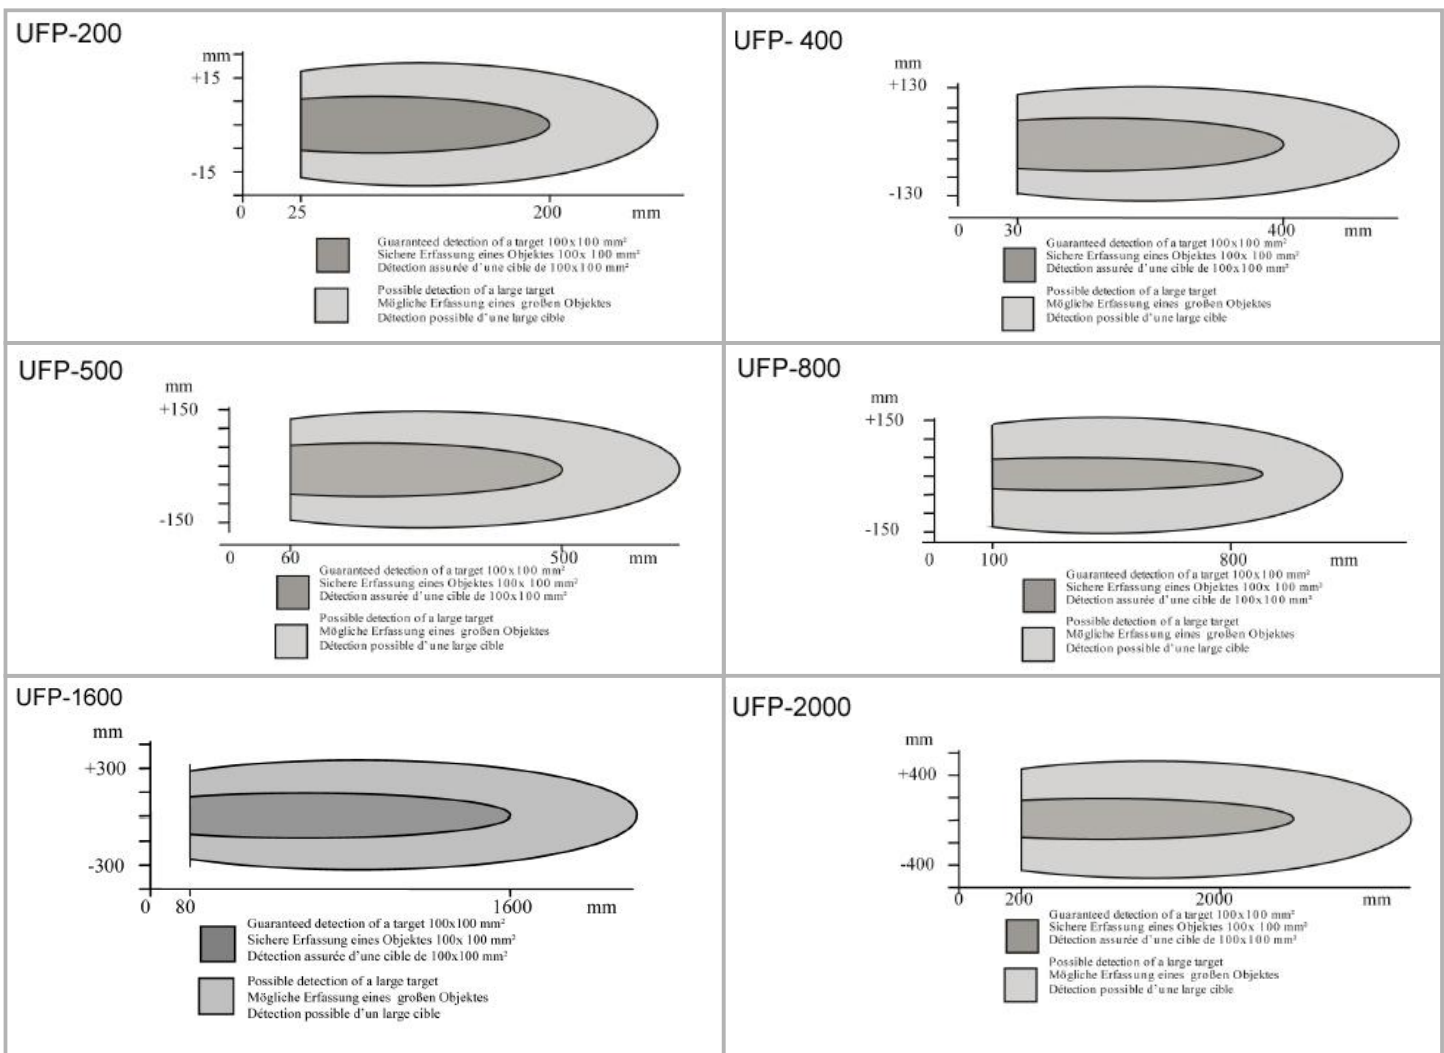 UFP-200
mm
+15
-15
0 25 200 mm
Guaranteed detection of a target 100x100 mm²
Sichere Erfassung eines Objektes 100x 100 mm²
Détection assurée d'une cible de 100x100 mm²
Possible detection of a large target
Mögliche Erfassung eines großen Objektes
Détection possible d'une large cible
UFP- 400
mm
+130
-130
0 30 400 mm
Guaranteed detection of a target 100x100 mm²
Sichere Erfassung eines Objektes 100x 100 mm²
Détection assurée d'une cible de 100x100 mm²
Possible detection of a large target
Mögliche Erfassung eines großen Objektes
Détection possible d'une large cible
UFP-500
mm
+150
-150
0 60 500 mm
Guaranteed detection of a target 100x100 mm²
Sichere Erfassung eines Objektes 100x 100 mm²
Détection assurée d'une cible de 100x100 mm²
Possible detection of a large target
Mögliche Erfassung eines großen Objektes
Détection possible d'une large cible
UFP-800
mm
+150
-150
0 100 800 mm
Guaranteed detection of a target 100x100 mm²
Sichere Erfassung eines Objektes 100x 100 mm²
Détection assurée d'une cible de 100x100 mm²
Possible detection of a large target
Mögliche Erfassung eines großen Objektes
Détection possible d'une large cible
UFP-1600
mm
+300
-300
0 80 1600 mm
Guaranteed detection of a target 100x100 mm²
Sichere Erfassung eines Objektes 100x 100 mm²
Détection assurée d'une cible de 100x100 mm²
Possible detection of a large target
Mögliche Erfassung eines großen Objektes
Détection possible d'un large cible
UFP-2000
mm
+400
-400
0 200 2000 mm
Guaranteed detection of a target 100x100 mm²
Sichere Erfassung eines Objektes 100x 100 mm²
Détection assurée d'une cible de 100x100 mm²
Possible detection of a large target
Mögliche Erfassung eines großen Objektes
Détection possible d'une large cible